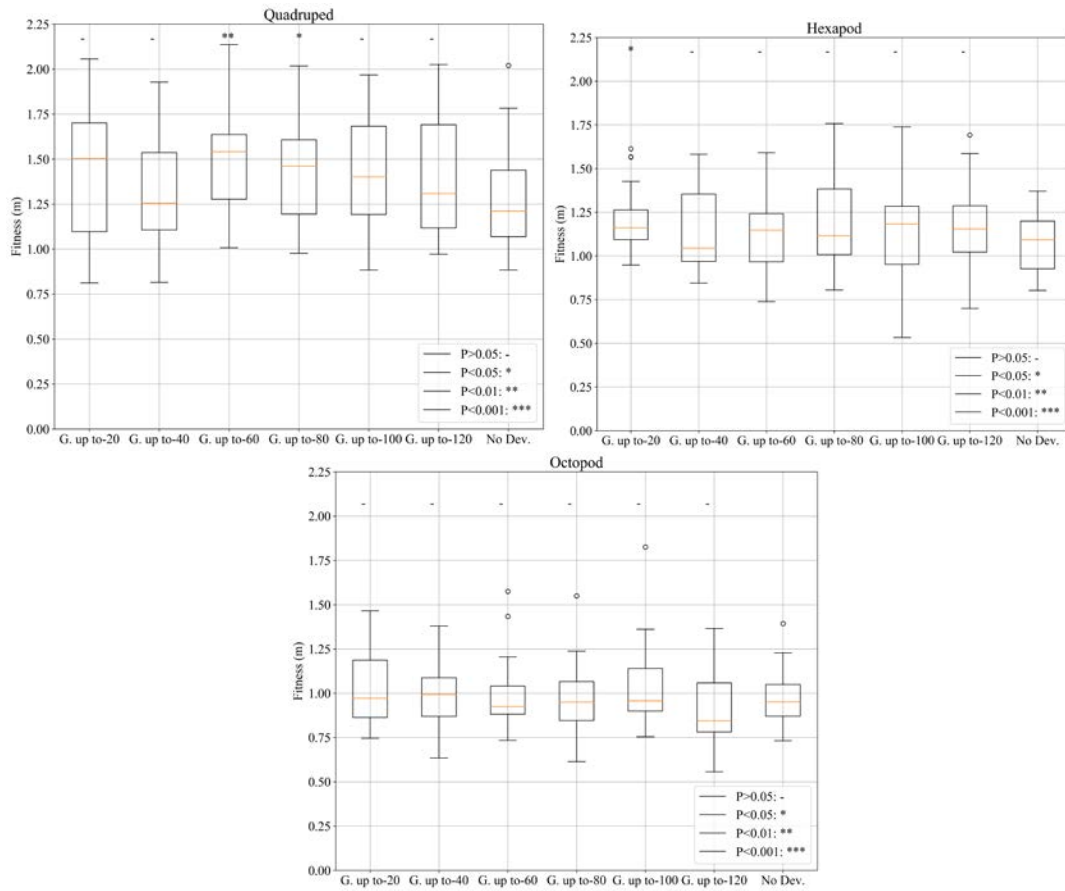 Quadruped
2.25
2.00
1.75
1.50
1.25
1.00
0.75
0.50
0.25
0.00
Fitness (m)
- - ** * - -
P>0.05: -
P<0.05: *
P<0.01: **
P<0.001: ***
G. up to-20 G. up to-40 G. up to-60 G. up to-80 G. up to-100 G. up to-120 No Dev.
Hexapod
2.25
2.00
1.75
1.50
1.25
1.00
0.75
0.50
0.25
0.00
Fitness (m)
* - - - - -
P>0.05: -
P<0.05: *
P<0.01: **
P<0.001: ***
G. up to-20 G. up to-40 G. up to-60 G. up to-80 G. up to-100 G. up to-120 No Dev.
Octopod
2.25
2.00
1.75
1.50
1.25
1.00
0.75
0.50
0.25
0.00
Fitness (m)
- - - - - -
P>0.05: -
P<0.05: *
P<0.01: **
P<0.001: ***
G. up to-20 G. up to-40 G. up to-60 G. up to-80 G. up to-100 G. up to-120 No Dev.